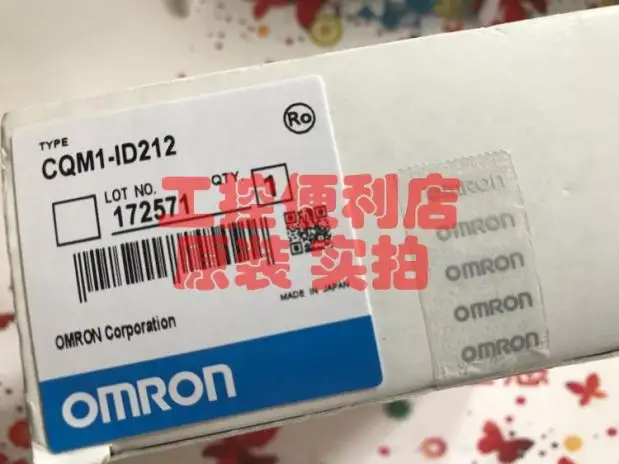 Ro
TYPE
CQM1-ID212
LOT NO.
QTY.
172571
1
工控便利店
原装 实拍
MADE IN JAPAN
OMRON Corporation
OMRON
OMRON
OMRON
OMRON
OMRON
OMRON